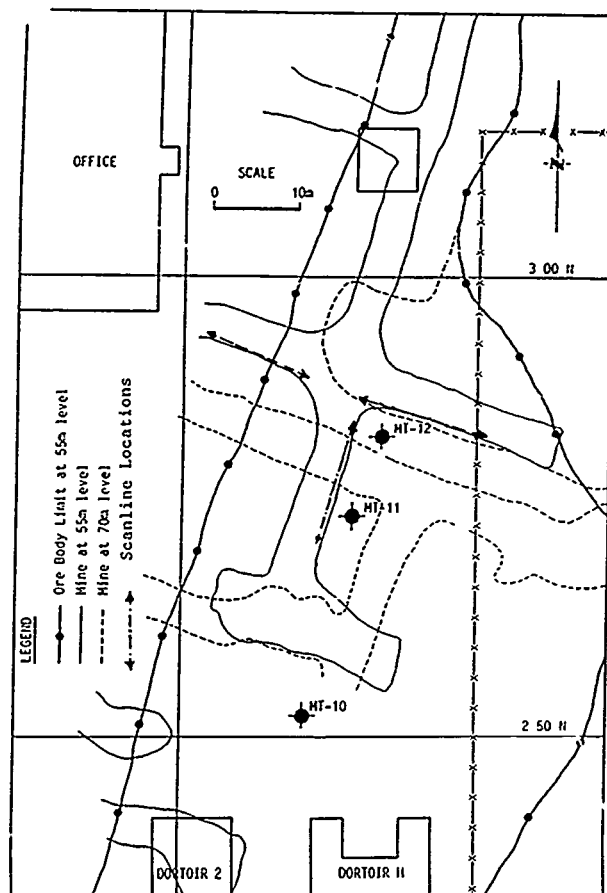 OFFICE
SCALE
0 10m
N
3 00 N
MT-12
MT-11
MT-10
2 50 N
LEGEND
Ore Body Limit at 55m level
Mine at 55m level
Mine at 70m level
Scanline Locations
DORTOIR 2
DORTOIR